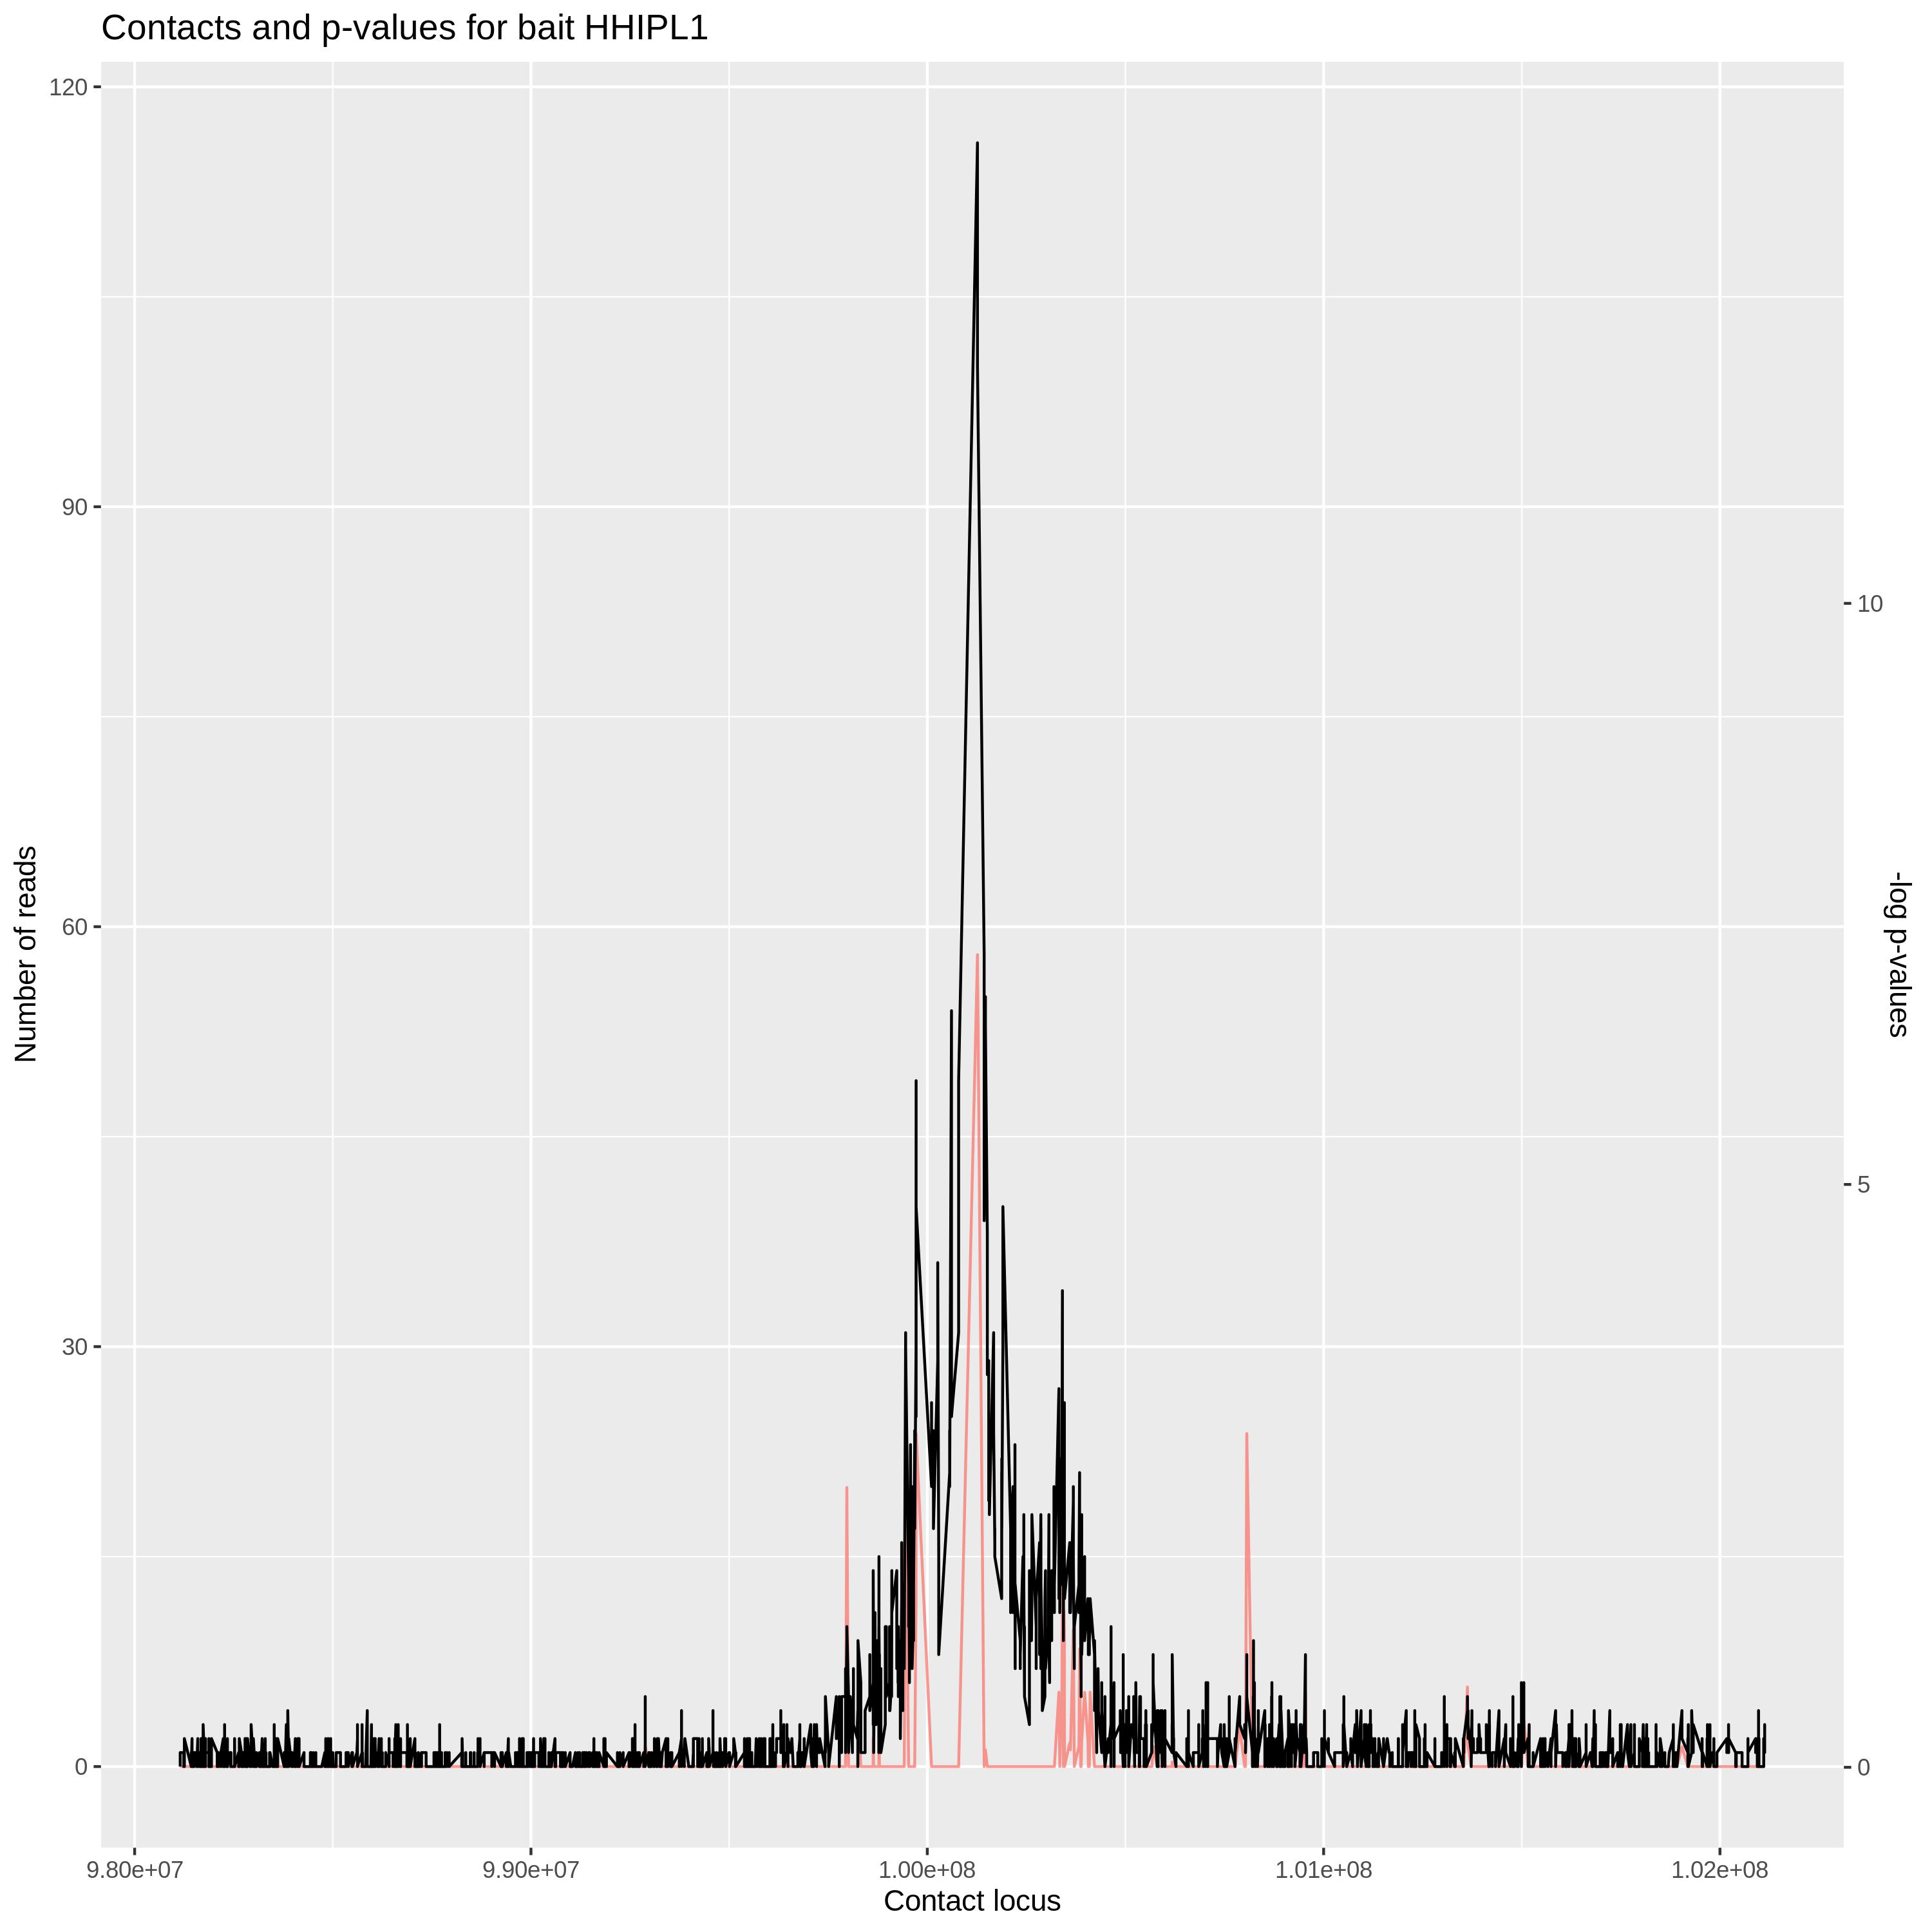 Contacts and p-values for bait HHIPL1
120
90
60
30
0
Number of reads
10
5
0
-log p-values
9.80e+07
9.90e+07
1.00e+08
1.01e+08
1.02e+08
Contact locus